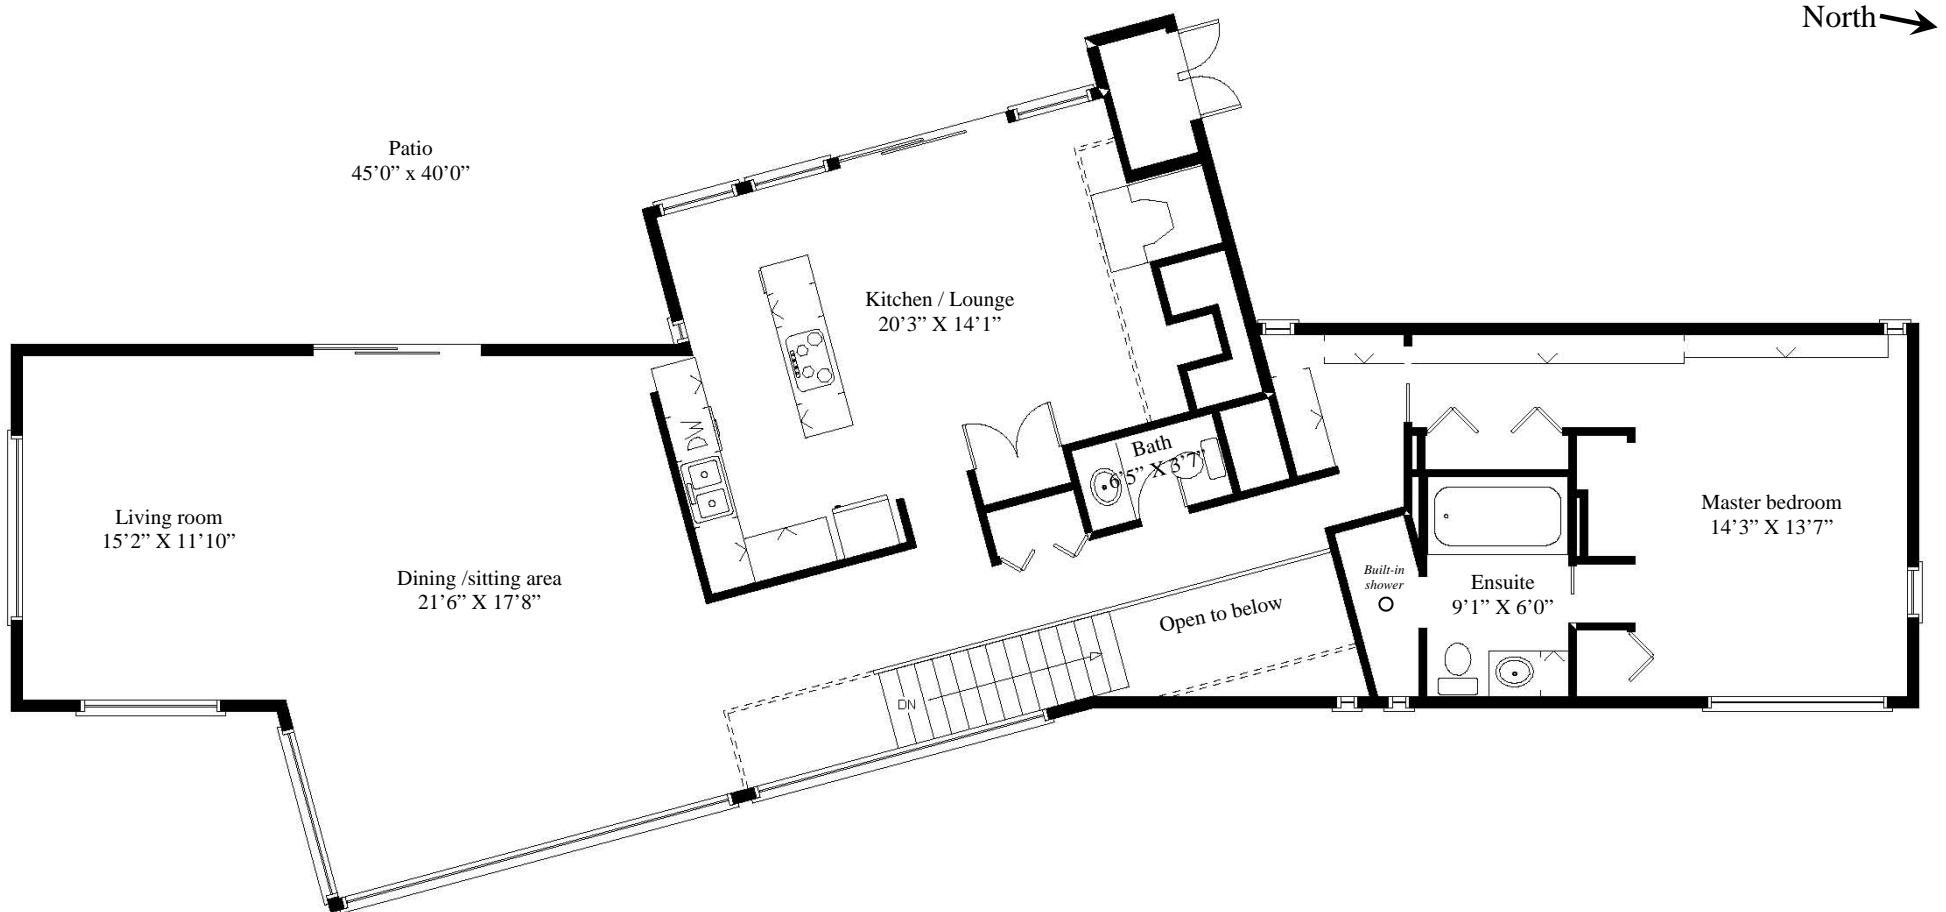 North
Patio
45’0” x 40’0”
Kitchen / Lounge
20’3” X 14’1”
DW
Bath
6’5” X 3’7”
Living room
15’2” X 11’10”
Dining /sitting area
21’6” X 17’8”
Master bedroom
14’3” X 13’7”
Built-in
shower
Ensuite
9’1” X 6’0”
Open to below
DN